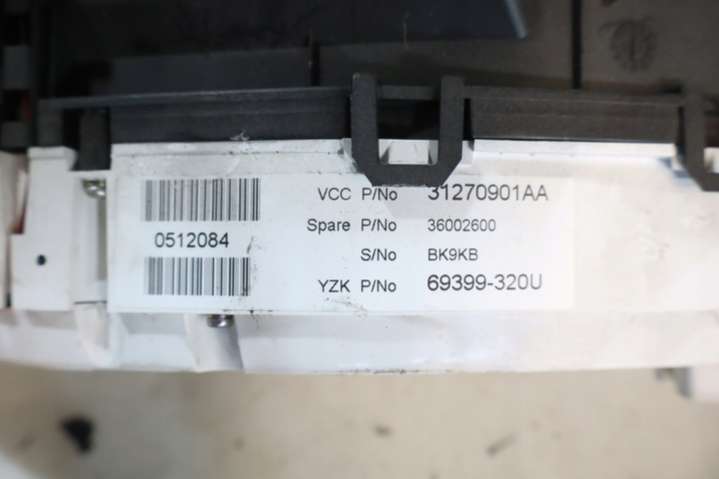 0512084
VCC P/No 31270901AA
Spare P/No 36002600
S/No BK9KB
YZK P/No 69399-320U